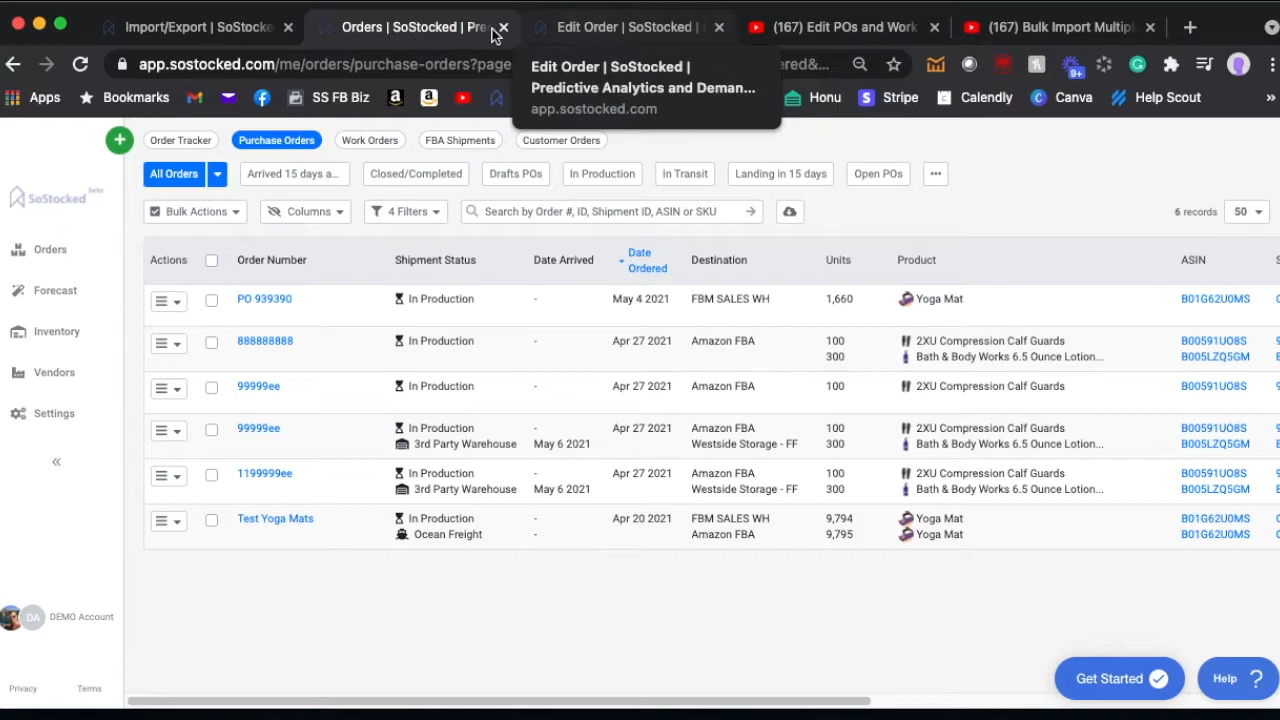 Import/Export | SoStocke
Orders | SoStocked | Pre
Edit Order | SoStocked |
(167) Edit POs and Work
(167) Bulk Import Multip
app.sostocked.com/me/orders/purchase-orders?page
ered&...
9+
Edit Order | SoStocked |
Predictive Analytics and Deman...
app.sostocked.com
Apps
Bookmarks
SS FB Biz
Honu
Stripe
Calendly
Canva
Help Scout
»
Order Tracker
Purchase Orders
Work Orders
FBA Shipments
Customer Orders
All Orders
Arrived 15 days a...
Closed/Completed
Drafts POs
In Production
In Transit
Landing in 15 days
Open POs
Bulk Actions
Columns
4 Filters
Search by Order #, ID, Shipment ID, ASIN or SKU
6 records
50
SoStocked Beta
Orders
Forecast
Inventory
Vendors
Settings
«
DA
DEMO Account
Privacy
Terms
Actions
Order Number
Shipment Status
Date Arrived
Date
Ordered
Destination
Units
Product
ASIN
S
PO 939390
In Production
-
May 4 2021
FBM SALES WH
1,660
Yoga Mat
B01G62U0MS
888888888
In Production
-
Apr 27 2021
Amazon FBA
100
2XU Compression Calf Guards
B00591UO8S
300
Bath & Body Works 6.5 Ounce Lotion...
B005LZQ5GM
99999ee
In Production
-
Apr 27 2021
Amazon FBA
100
2XU Compression Calf Guards
B00591UO8S
99999ee
In Production
-
Apr 27 2021
Amazon FBA
100
2XU Compression Calf Guards
B00591UO8S
3rd Party Warehouse
May 6 2021
Westside Storage - FF
300
Bath & Body Works 6.5 Ounce Lotion...
B005LZQ5GM
1199999ee
In Production
-
Apr 27 2021
Amazon FBA
100
2XU Compression Calf Guards
B00591UO8S
3rd Party Warehouse
May 6 2021
Westside Storage - FF
300
Bath & Body Works 6.5 Ounce Lotion...
B005LZQ5GM
Test Yoga Mats
In Production
-
Apr 20 2021
FBM SALES WH
9,794
Yoga Mat
B01G62U0MS
Ocean Freight
-
Amazon FBA
9,795
Yoga Mat
B01G62U0MS
Get Started
Help ?